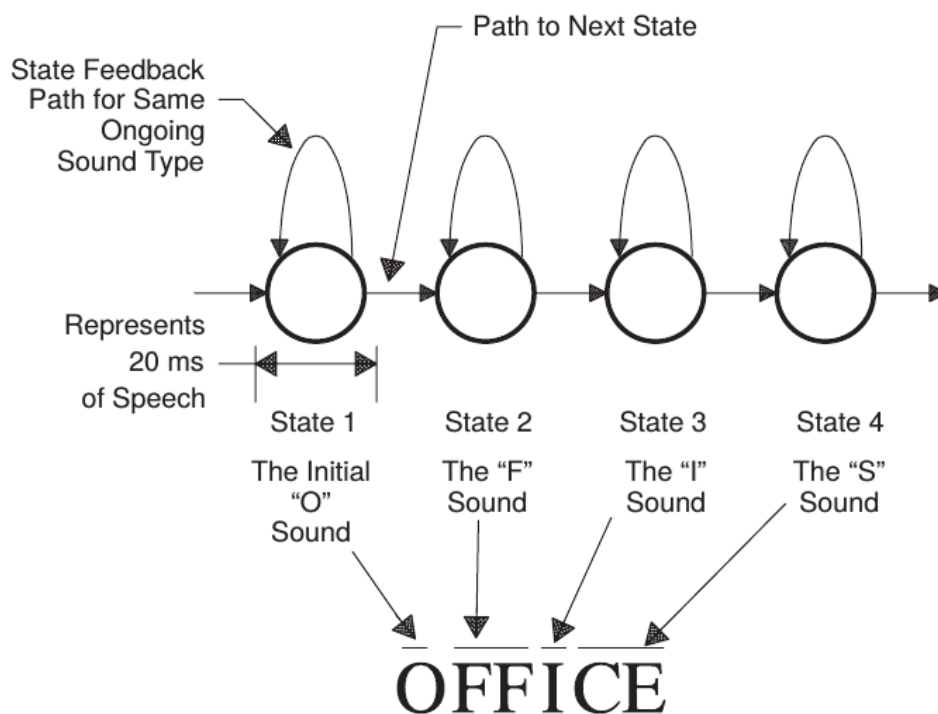 Path to Next State
State Feedback
Path for Same
Ongoing
Sound Type
Represents
20 ms
of Speech
State 1
State 2
State 3
State 4
The Initial
“O”
Sound
The “F”
Sound
The “I”
Sound
The “S”
Sound
OFFICE